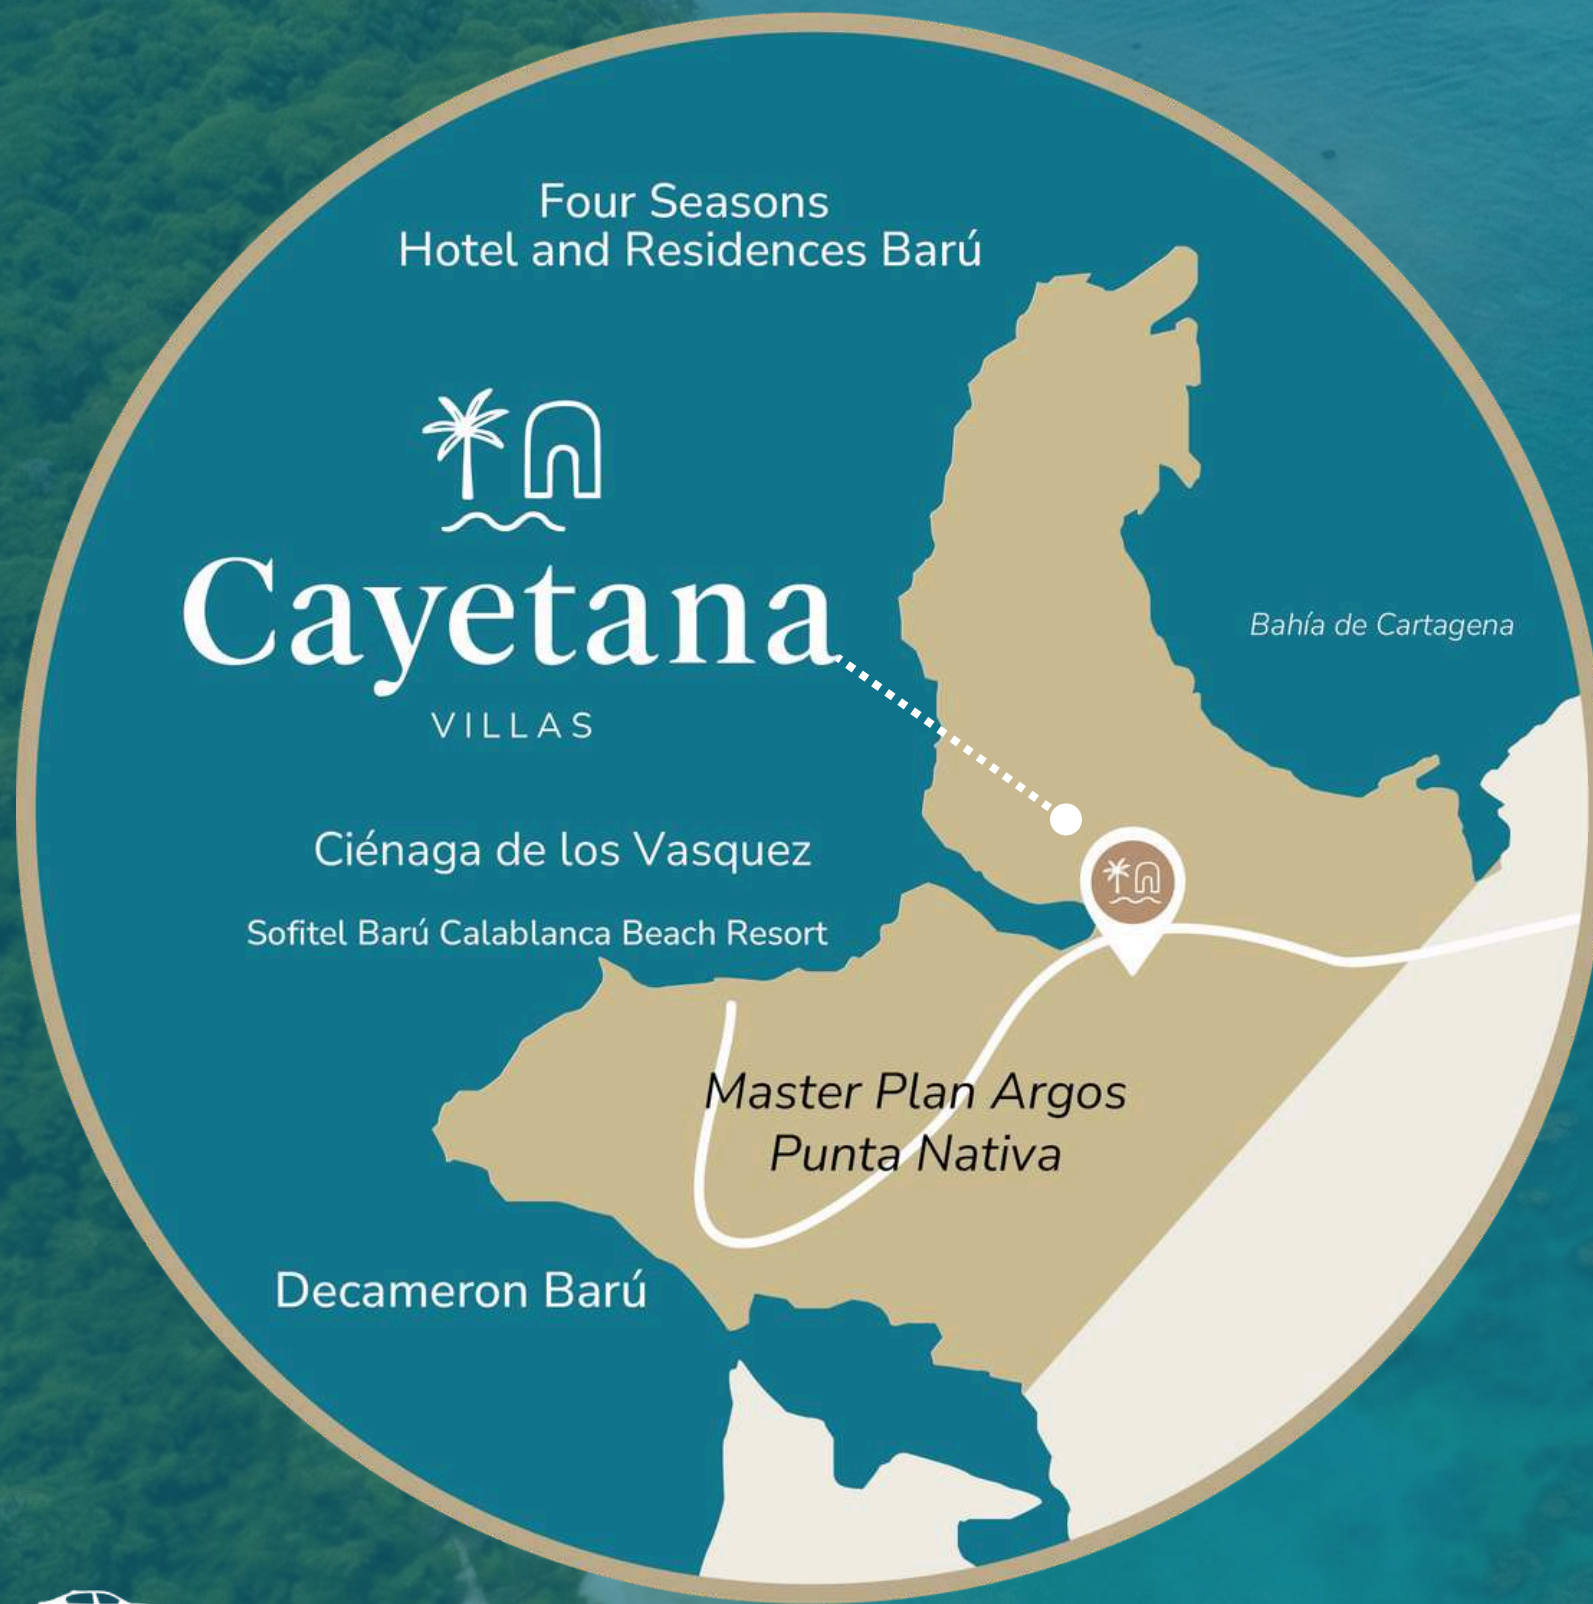 Four Seasons
Hotel and Residences Barú
Cayetana
VILLAS
Bahía de Cartagena
Ciénaga de los Vasquez
Sofitel Barú Calablanca Beach Resort
Master Plan Argos
Punta Nativa
Decameron Barú